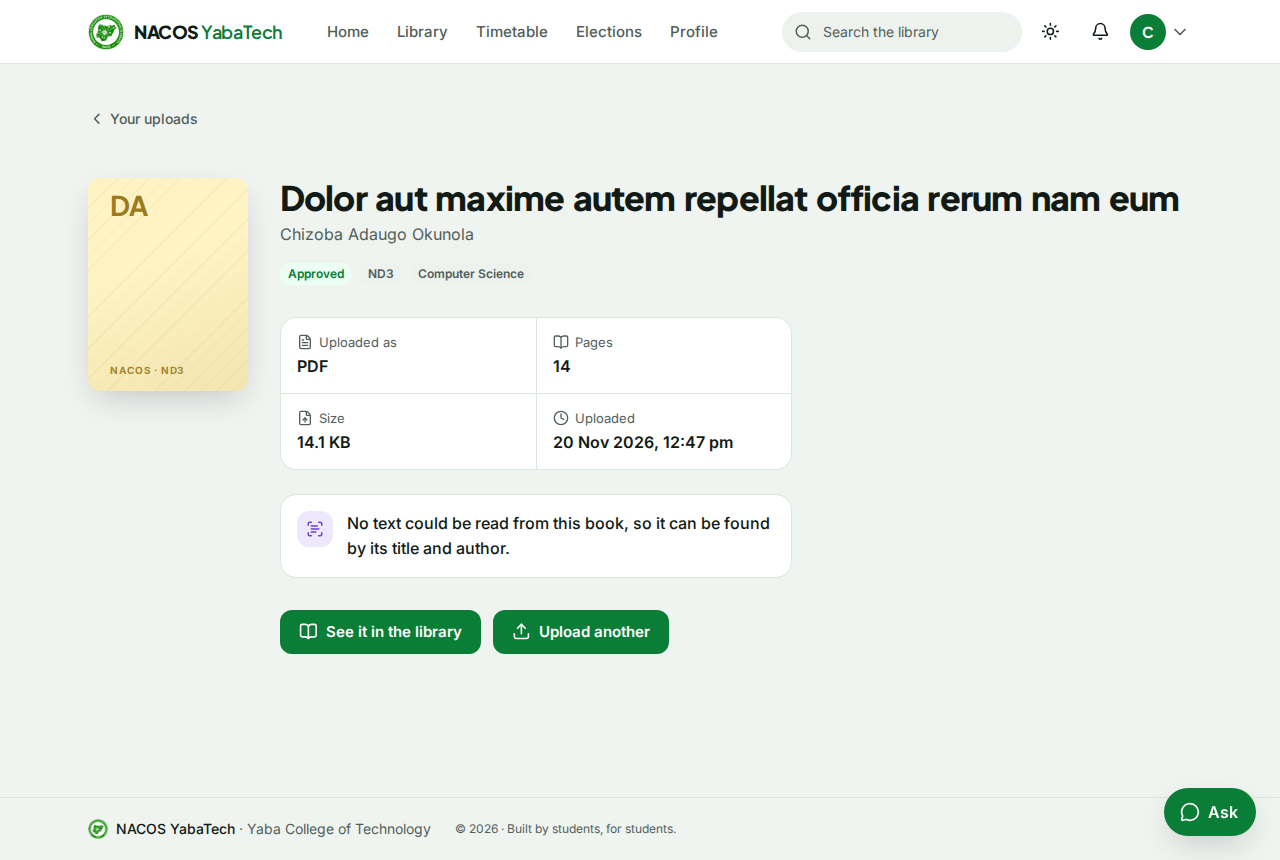 NACOS YabaTech
Home
Library
Timetable
Elections
Profile
Search the library
C
Your uploads
DA
NACOS · ND3
Dolor aut maxime autem repellat officia rerum nam eum
Chizoba Adaugo Okunola
Approved
ND3
Computer Science
Uploaded as
PDF
Pages
14
Size
14.1 KB
Uploaded
20 Nov 2026, 12:47 pm
No text could be read from this book, so it can be found
by its title and author.
See it in the library
Upload another
NACOS YabaTech · Yaba College of Technology
© 2026 · Built by students, for students.
Ask